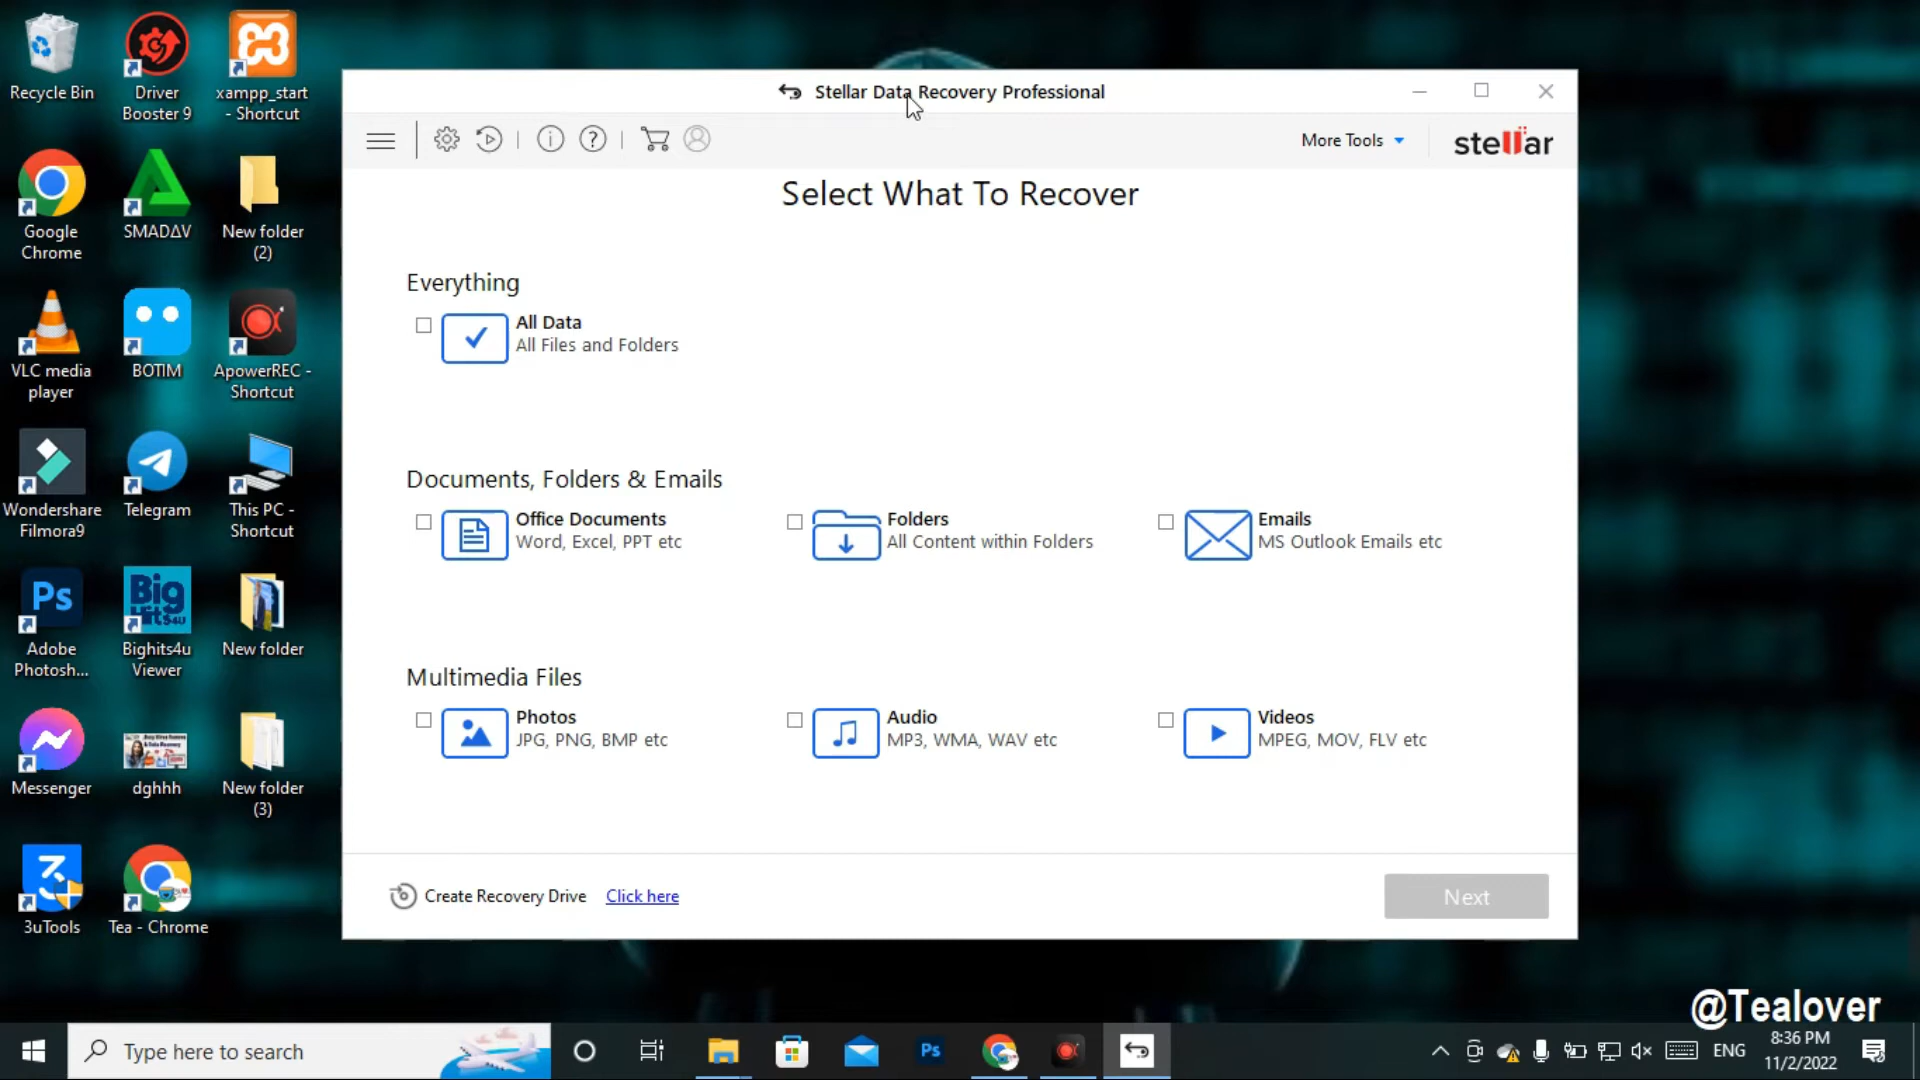 Recycle Bin
Driver
Booster 9
xampp_start
- Shortcut
Google
Chrome
SMADΔV
New folder
(2)
VLC media
player
BOTIM
ApowerREC -
Shortcut
Wondershare
Filmora9
Telegram
This PC -
Shortcut
Ps
Adobe
Photosh...
Big
Hits4U
Bighits4u
Viewer
New folder
Messenger
dghhh
New folder
(3)
3uTools
Tea - Chrome
Stellar Data Recovery Professional
More Tools
stellar
Select What To Recover
Everything
All Data
All Files and Folders
Documents, Folders & Emails
Office Documents
Word, Excel, PPT etc
Folders
All Content within Folders
Emails
MS Outlook Emails etc
Multimedia Files
Photos
JPG, PNG, BMP etc
Audio
MP3, WMA, WAV etc
Videos
MPEG, MOV, FLV etc
Create Recovery Drive Click here
Next
@Tealover
Type here to search
Ps
ENG
8:36 PM
11/2/2022